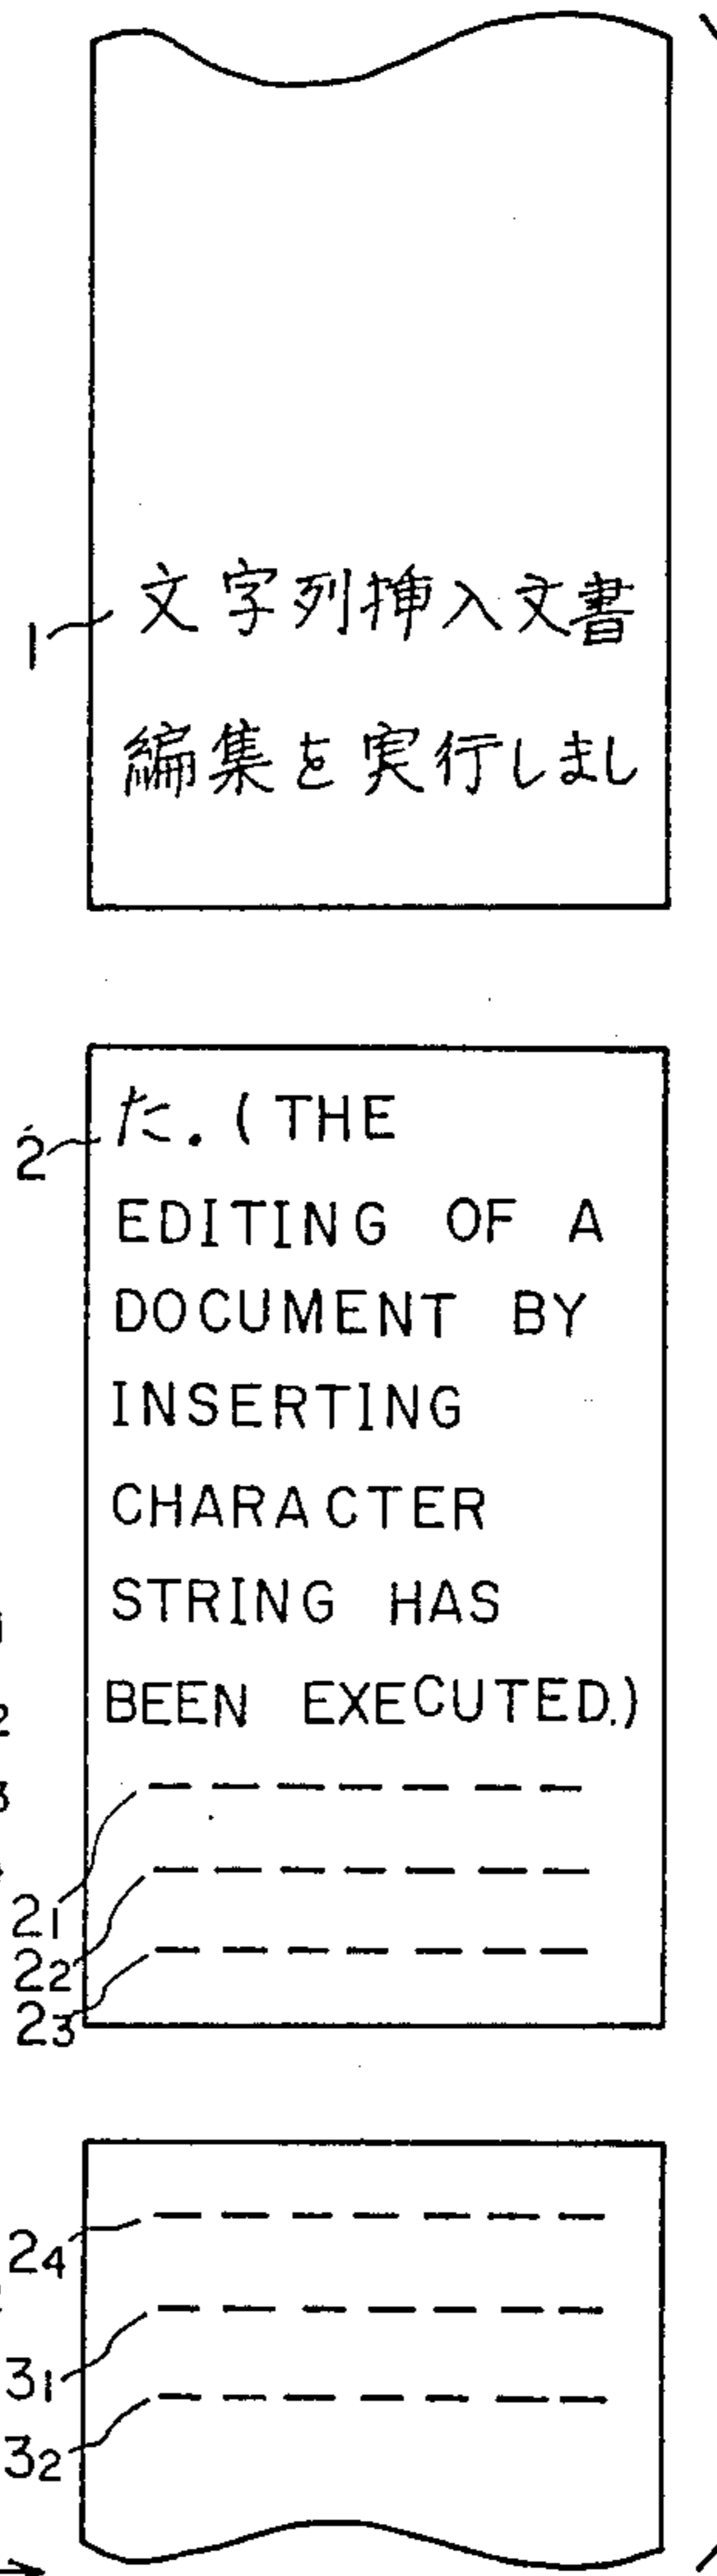 1
文字列挿入文書
編集を実行しまし
2
た.(THE
EDITING OF A
DOCUMENT BY
INSERTING
CHARACTER
STRING HAS
BEEN EXECUTED.)
21
22
23
24
31
32